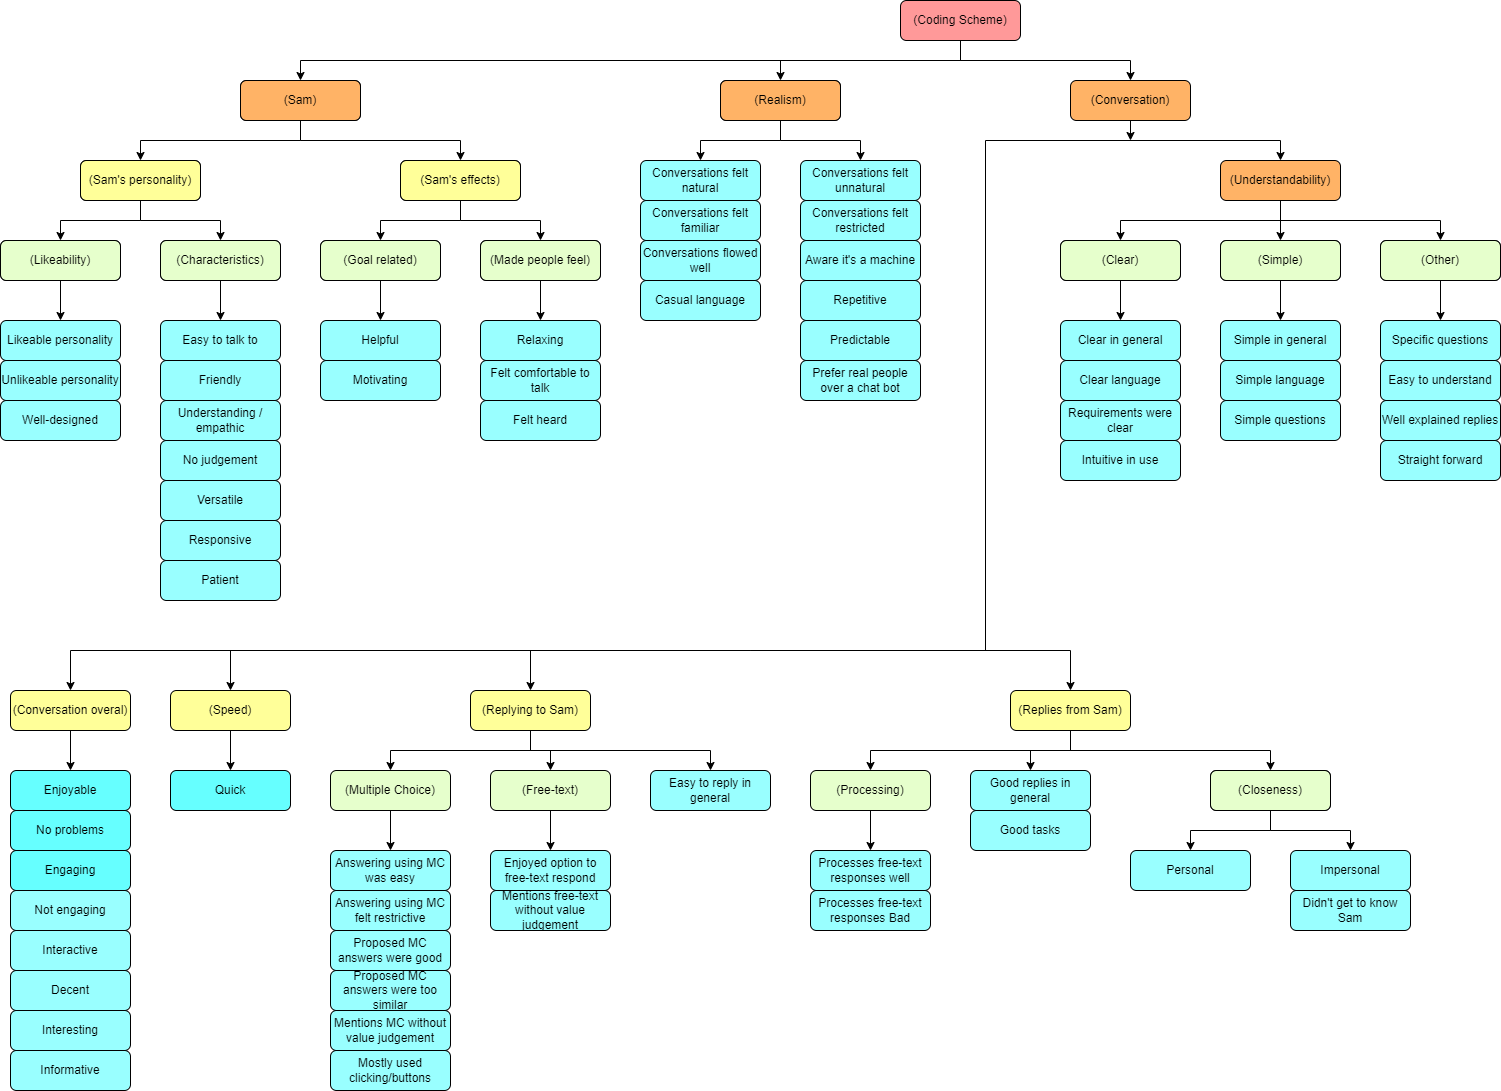 (Coding Scheme)
(Sam)
(Realism)
(Conversation)
(Sam's personality)
(Sam's effects)
Conversations felt
natural
Conversations felt
unnatural
(Understandability)
Conversations felt
familiar
Conversations felt
restricted
(Likeability)
(Characteristics)
(Goal related)
(Made people feel)
Conversations flowed
well
Aware it's a machine
(Clear)
(Simple)
(Other)
Casual language
Repetitive
Likeable personality
Easy to talk to
Helpful
Relaxing
Predictable
Clear in general
Simple in general
Specific questions
Unlikeable personality
Friendly
Motivating
Felt comfortable to
talk
Prefer real people
over a chat bot
Clear language
Simple language
Easy to understand
Well-designed
Understanding /
empathic
Felt heard
Requirements were
clear
Simple questions
Well explained replies
No judgement
Intuitive in use
Straight forward
Versatile
Responsive
Patient
(Conversation overal)
(Speed)
(Replying to Sam)
(Replies from Sam)
Enjoyable
Quick
(Multiple Choice)
(Free-text)
Easy to reply in
general
(Processing)
Good replies in
general
(Closeness)
No problems
Good tasks
Engaging
Answering using MC
was easy
Enjoyed option to
free-text respond
Processes free-text
responses well
Personal
Impersonal
Not engaging
Answering using MC
felt restrictive
Mentions free-text
without value
judgement
Processes free-text
responses Bad
Didn't get to know
Sam
Interactive
Proposed MC
answers were good
Decent
Proposed MC
answers were too
similar
Interesting
Mentions MC without
value judgement
Informative
Mostly used
clicking/buttons